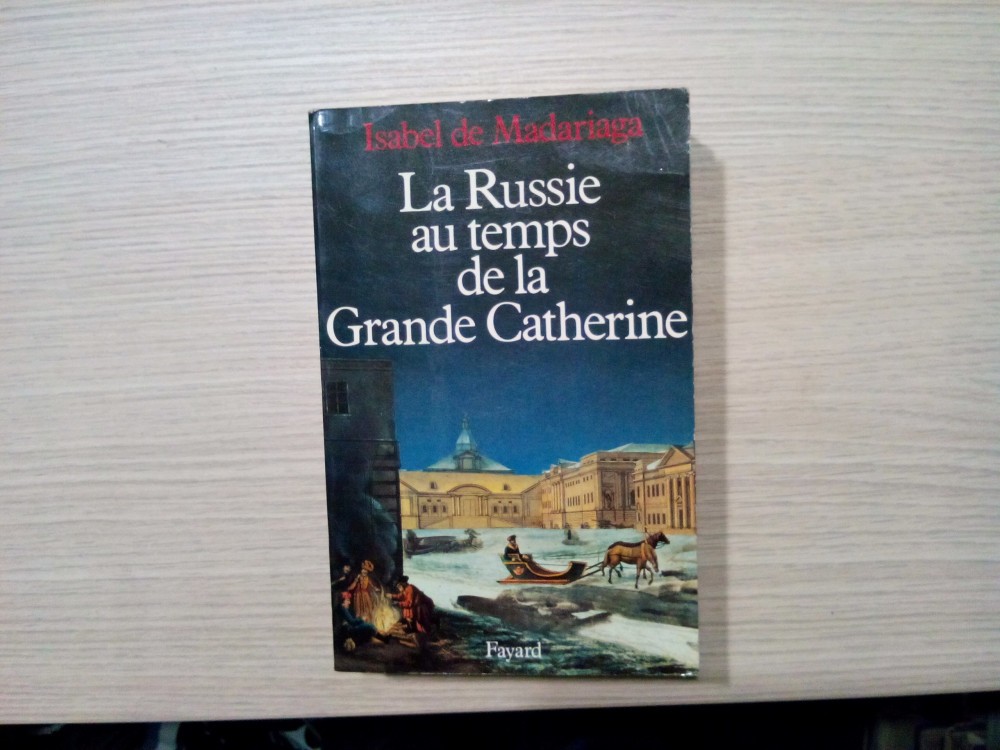 Isabel de Madariaga
La Russie
au temps
de la
Grande Catherine
Fayard